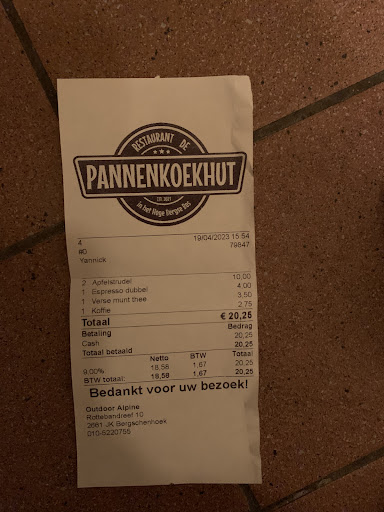 RESTAURANT DE
PANNENKOEKHUT
in het Hoge Bergse Bos
4 19/04/2023 15:54
#0 79847
Yannick
2 Apfelstrudel 10,00
1 Espresso dubbel 4,00
1 Verse munt thee 3,50
1 Koffie 2,75
Totaal € 20,25
Betaling Bedrag
Cash 20,25
Totaal betaald 20,25
Netto BTW Totaal
9.00% 18,58 1,67 20,25
BTW totaal: 18,58 1,67 20,25
Bedankt voor uw bezoek!
Outdoor Alpine
Rottebandreef 10
2661 JK Bergschenhoek
010-5220755